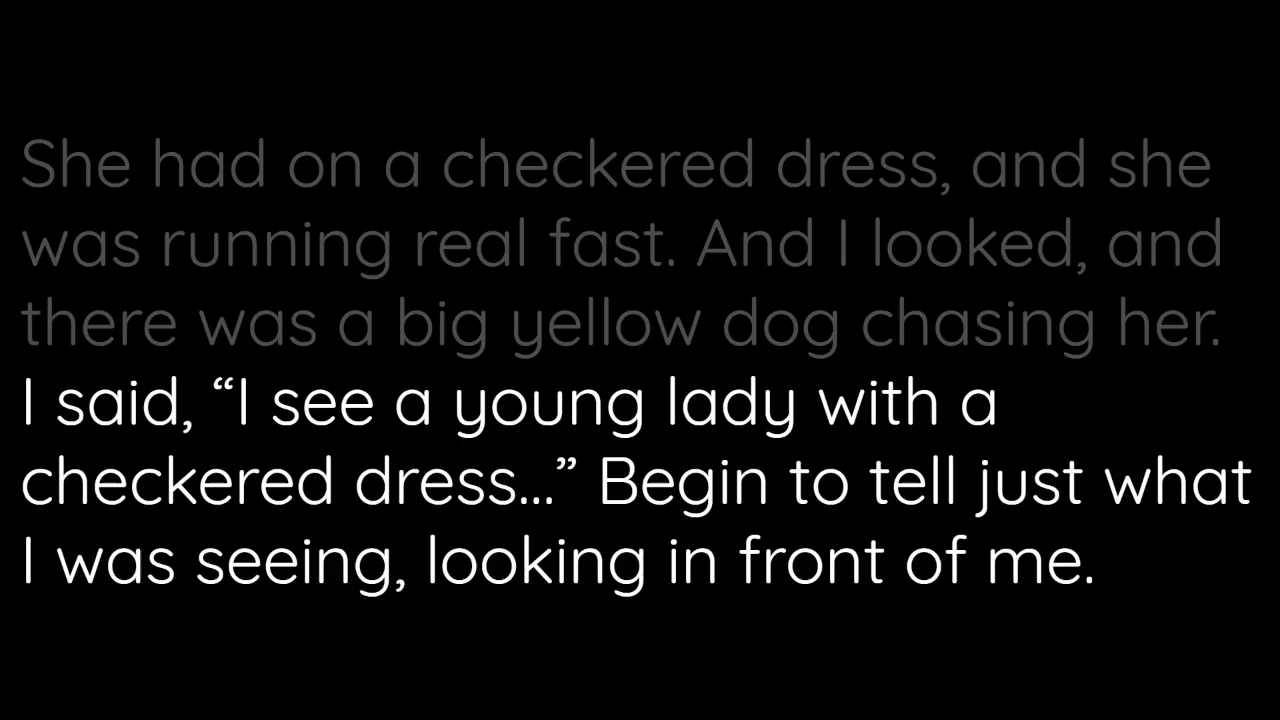 She had on a checkered dress, and she
was running real fast. And I looked, and
there was a big yellow dog chasing her.
I said, “I see a young lady with a
checkered dress...” Begin to tell just what
I was seeing, looking in front of me.